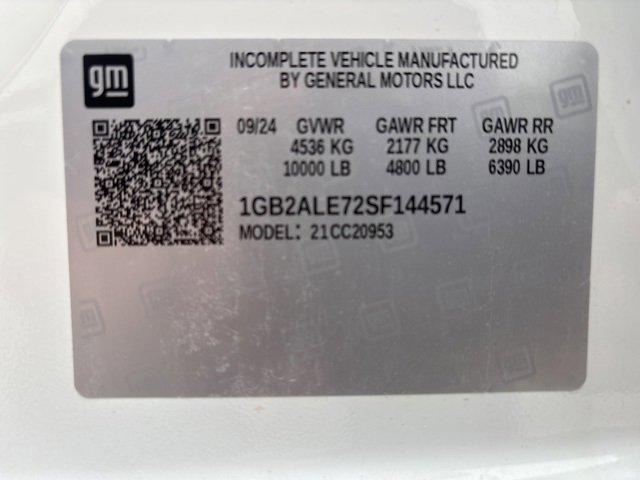 gm
INCOMPLETE VEHICLE MANUFACTURED
BY GENERAL MOTORS LLC
09/24 GVWR GAWR FRT GAWR RR
4536 KG 2177 KG 2898 KG
10000 LB 4800 LB 6390 LB
1GB2ALE72SF144571
MODEL: 21CC20953